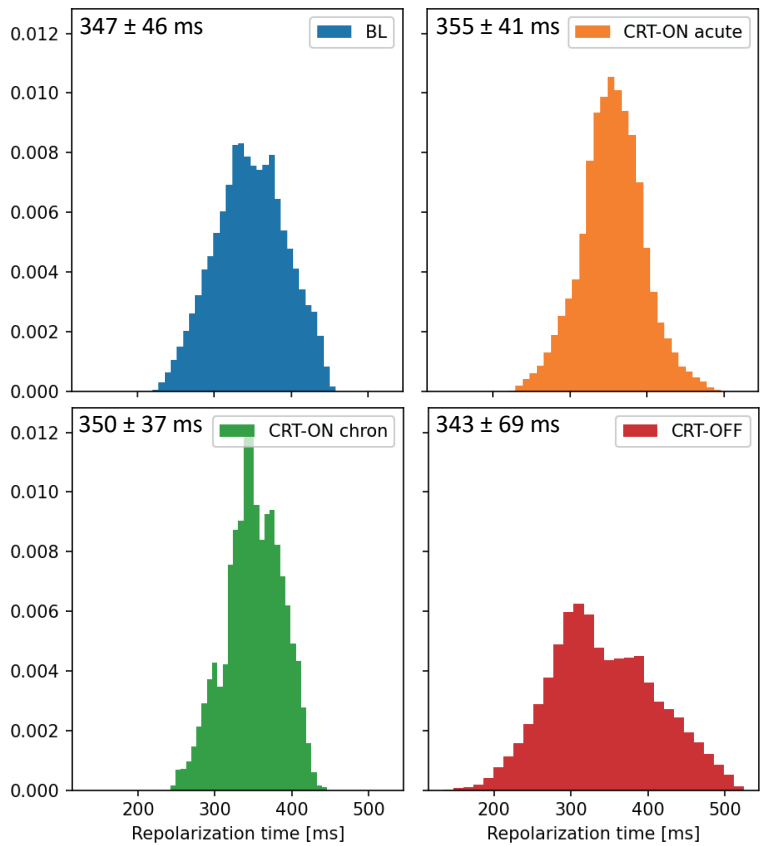 347 ± 46 ms
BL
0.012
0.010
0.008
0.006
0.004
0.002
0.000
355 ± 41 ms
CRT-ON acute
350 ± 37 ms
CRT-ON chron
0.012
0.010
0.008
0.006
0.004
0.002
0.000
200 300 400 500
Repolarization time [ms]
343 ± 69 ms
CRT-OFF
200 300 400 500
Repolarization time [ms]